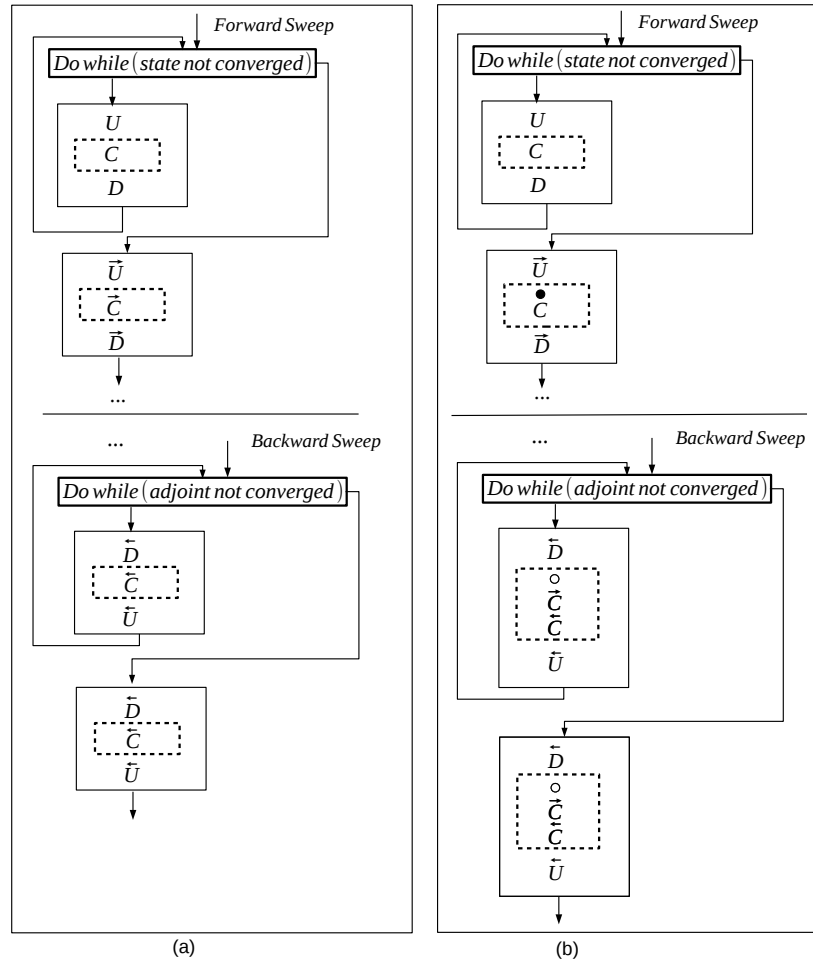 Forward Sweep
Do while (state not converged)
U
C
D
U⃗
C⃗
D⃗
...
...
Backward Sweep
Do while (adjoint not converged)
D⃖
C⃖
U⃖
D⃖
C⃖
U⃖
(a)
Forward Sweep
Do while (state not converged)
U
C
D
U⃗
C
D⃗
...
...
Backward Sweep
Do while (adjoint not converged)
D⃖
C⃗
C⃖
U⃖
D⃖
C⃗
C⃖
U⃖
(b)